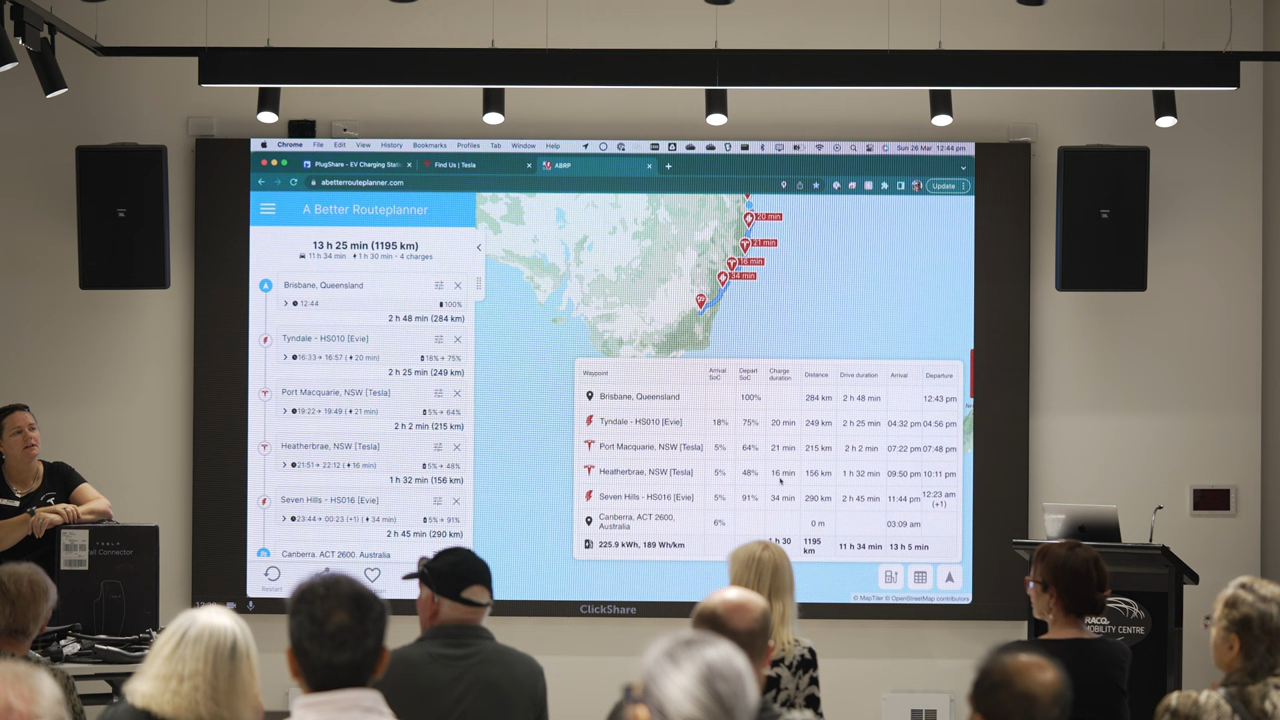 Chrome File Edit View History Bookmarks Profiles Tab Window Help Sun 26 Mar 12:44 pm
PlugShare - EV Charging Stati Find Us | Tesla ABRP
abetterrouteplanner.com Update
A Better Routeplanner
13 h 25 min (1195 km)
11 h 34 min 1 h 30 min - 4 charges
Brisbane, Queensland
12:44 100%
2 h 48 min (284 km)
Tyndale - HS010 [Evie]
16:33 → 16:57 ( 20 min) 18% → 75%
2 h 25 min (249 km)
Port Macquarie, NSW [Tesla]
19:22 → 19:49 ( 21 min) 5% → 64%
2 h 2 min (215 km)
Heatherbrae, NSW [Tesla]
21:51 → 22:12 ( 16 min) 5% → 48%
1 h 32 min (156 km)
Seven Hills - HS016 [Evie]
23:44 → 00:23 (+1) ( 34 min) 5% → 91%
2 h 45 min (290 km)
Canberra, ACT 2600, Australia
Restart
20 min
21 min
16 min
34 min
Waypoint Arrival SoC Depart SoC Charge duration Distance Drive duration Arrival Departure
Brisbane, Queensland 100% 284 km 2 h 48 min 12:43 pm
Tyndale - HS010 [Evie] 18% 75% 20 min 249 km 2 h 25 min 04:32 pm 04:56 pm
Port Macquarie, NSW [Tesla] 5% 64% 21 min 215 km 2 h 2 min 07:22 pm 07:48 pm
Heatherbrae, NSW [Tesla] 5% 48% 16 min 156 km 1 h 32 min 09:50 pm 10:11 pm
Seven Hills - HS016 [Evie] 5% 91% 34 min 290 km 2 h 45 min 11:44 pm 12:23 am (+1)
Canberra, ACT 2600, Australia 6% 0 m 03:09 am
225.9 kWh, 189 Wh/km 1 h 30 1195 km 11 h 34 min 13 h 5 min
© MapTiler © OpenStreetMap contributors
ClickShare
TESLA
all Connector
RACQ
MOBILITY CENTRE